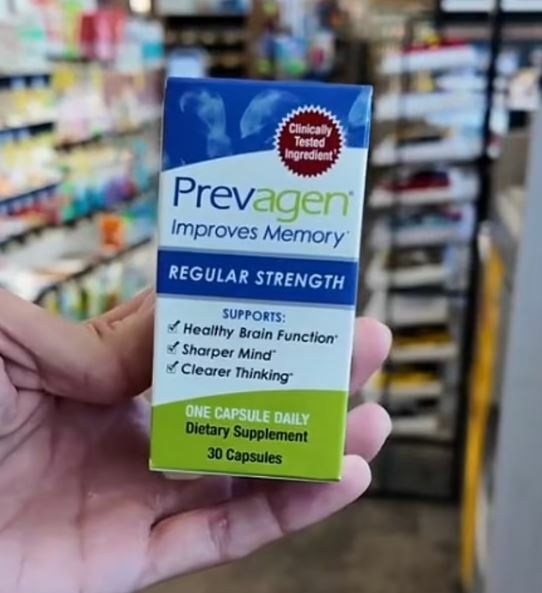 Clinically
Tested
Ingredient*
Prevagen®
Improves Memory*
REGULAR STRENGTH
SUPPORTS:
Healthy Brain Function*
Sharper Mind*
Clearer Thinking*
ONE CAPSULE DAILY
Dietary Supplement
30 Capsules